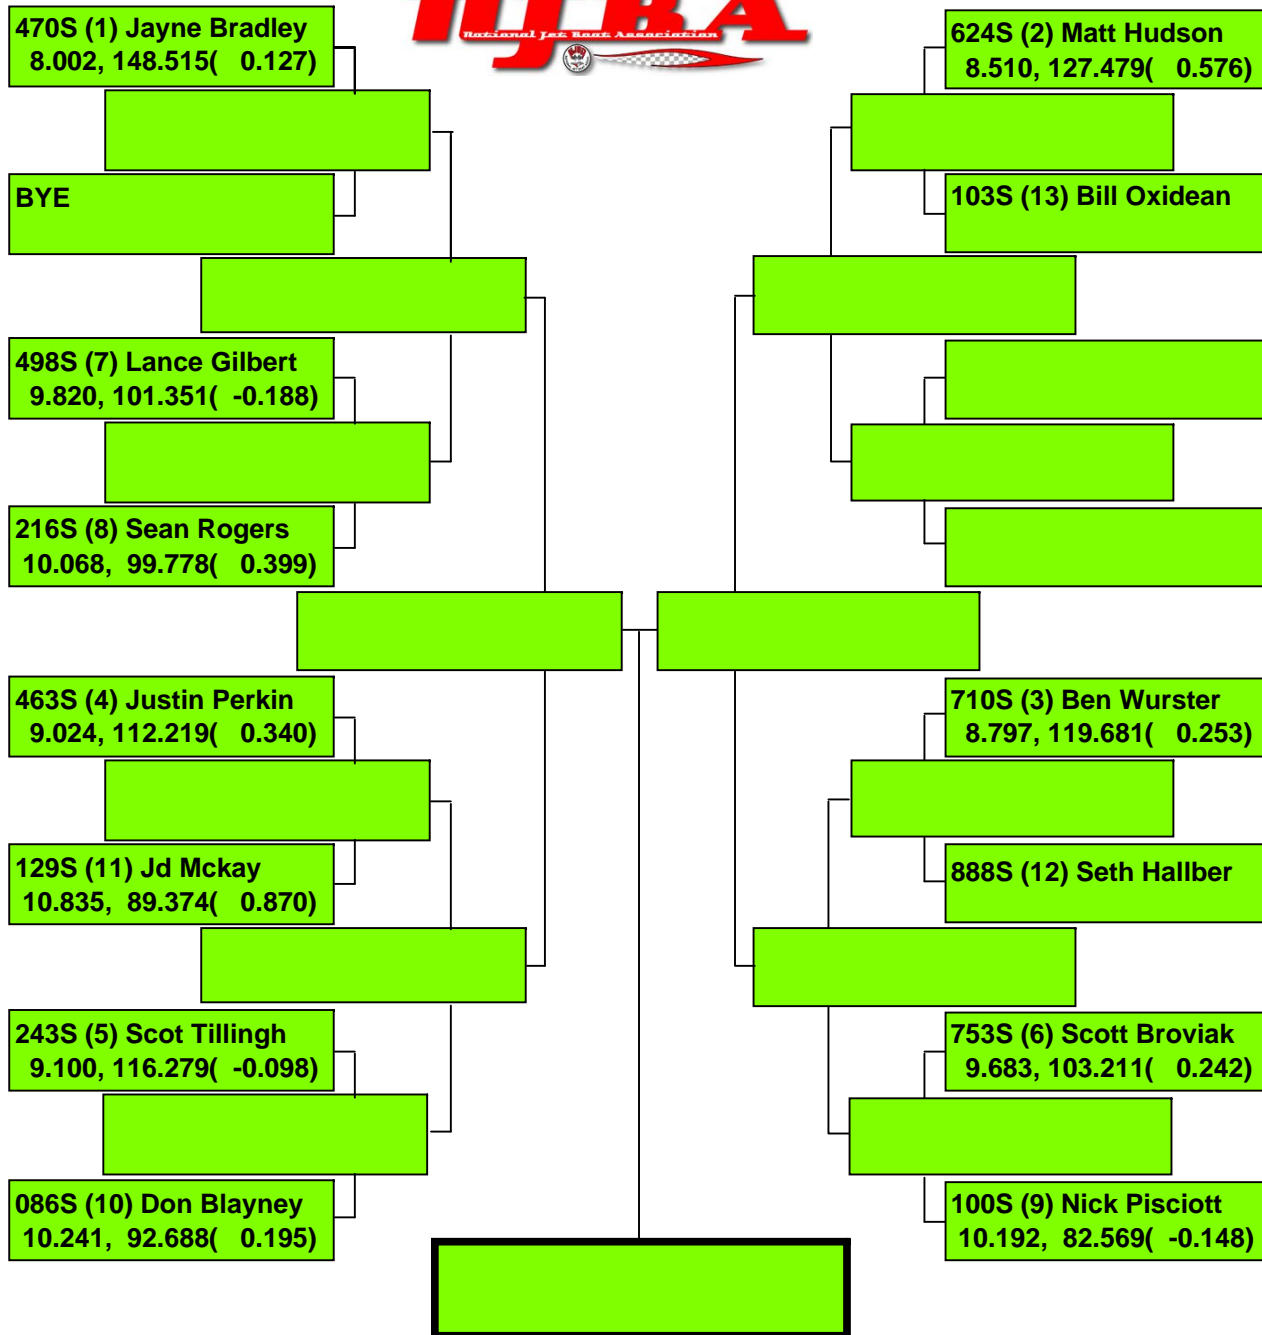 NJBA
National Jet Boat Association
470S (1) Jayne Bradley
8.002, 148.515( 0.127)
BYE
498S (7) Lance Gilbert
9.820, 101.351( -0.188)
216S (8) Sean Rogers
10.068, 99.778( 0.399)
463S (4) Justin Perkin
9.024, 112.219( 0.340)
129S (11) Jd Mckay
10.835, 89.374( 0.870)
243S (5) Scot Tillingh
9.100, 116.279( -0.098)
086S (10) Don Blayney
10.241, 92.688( 0.195)
624S (2) Matt Hudson
8.510, 127.479( 0.576)
103S (13) Bill Oxidean
710S (3) Ben Wurster
8.797, 119.681( 0.253)
888S (12) Seth Hallber
753S (6) Scott Broviak
9.683, 103.211( 0.242)
100S (9) Nick Pisciott
10.192, 82.569( -0.148)